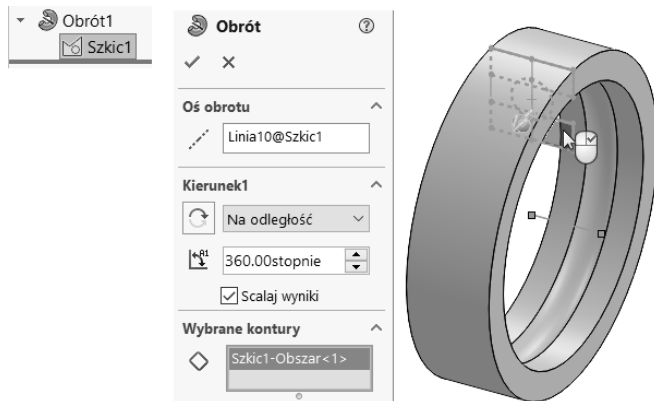 Obrót1
Szkic1
Obrót
Oś obrotu
Linia10@Szkic1
Kierunek1
Na odległość
A1
360.00stopnie
Scalaj wyniki
Wybrane kontury
Szkic1-Obszar<1>